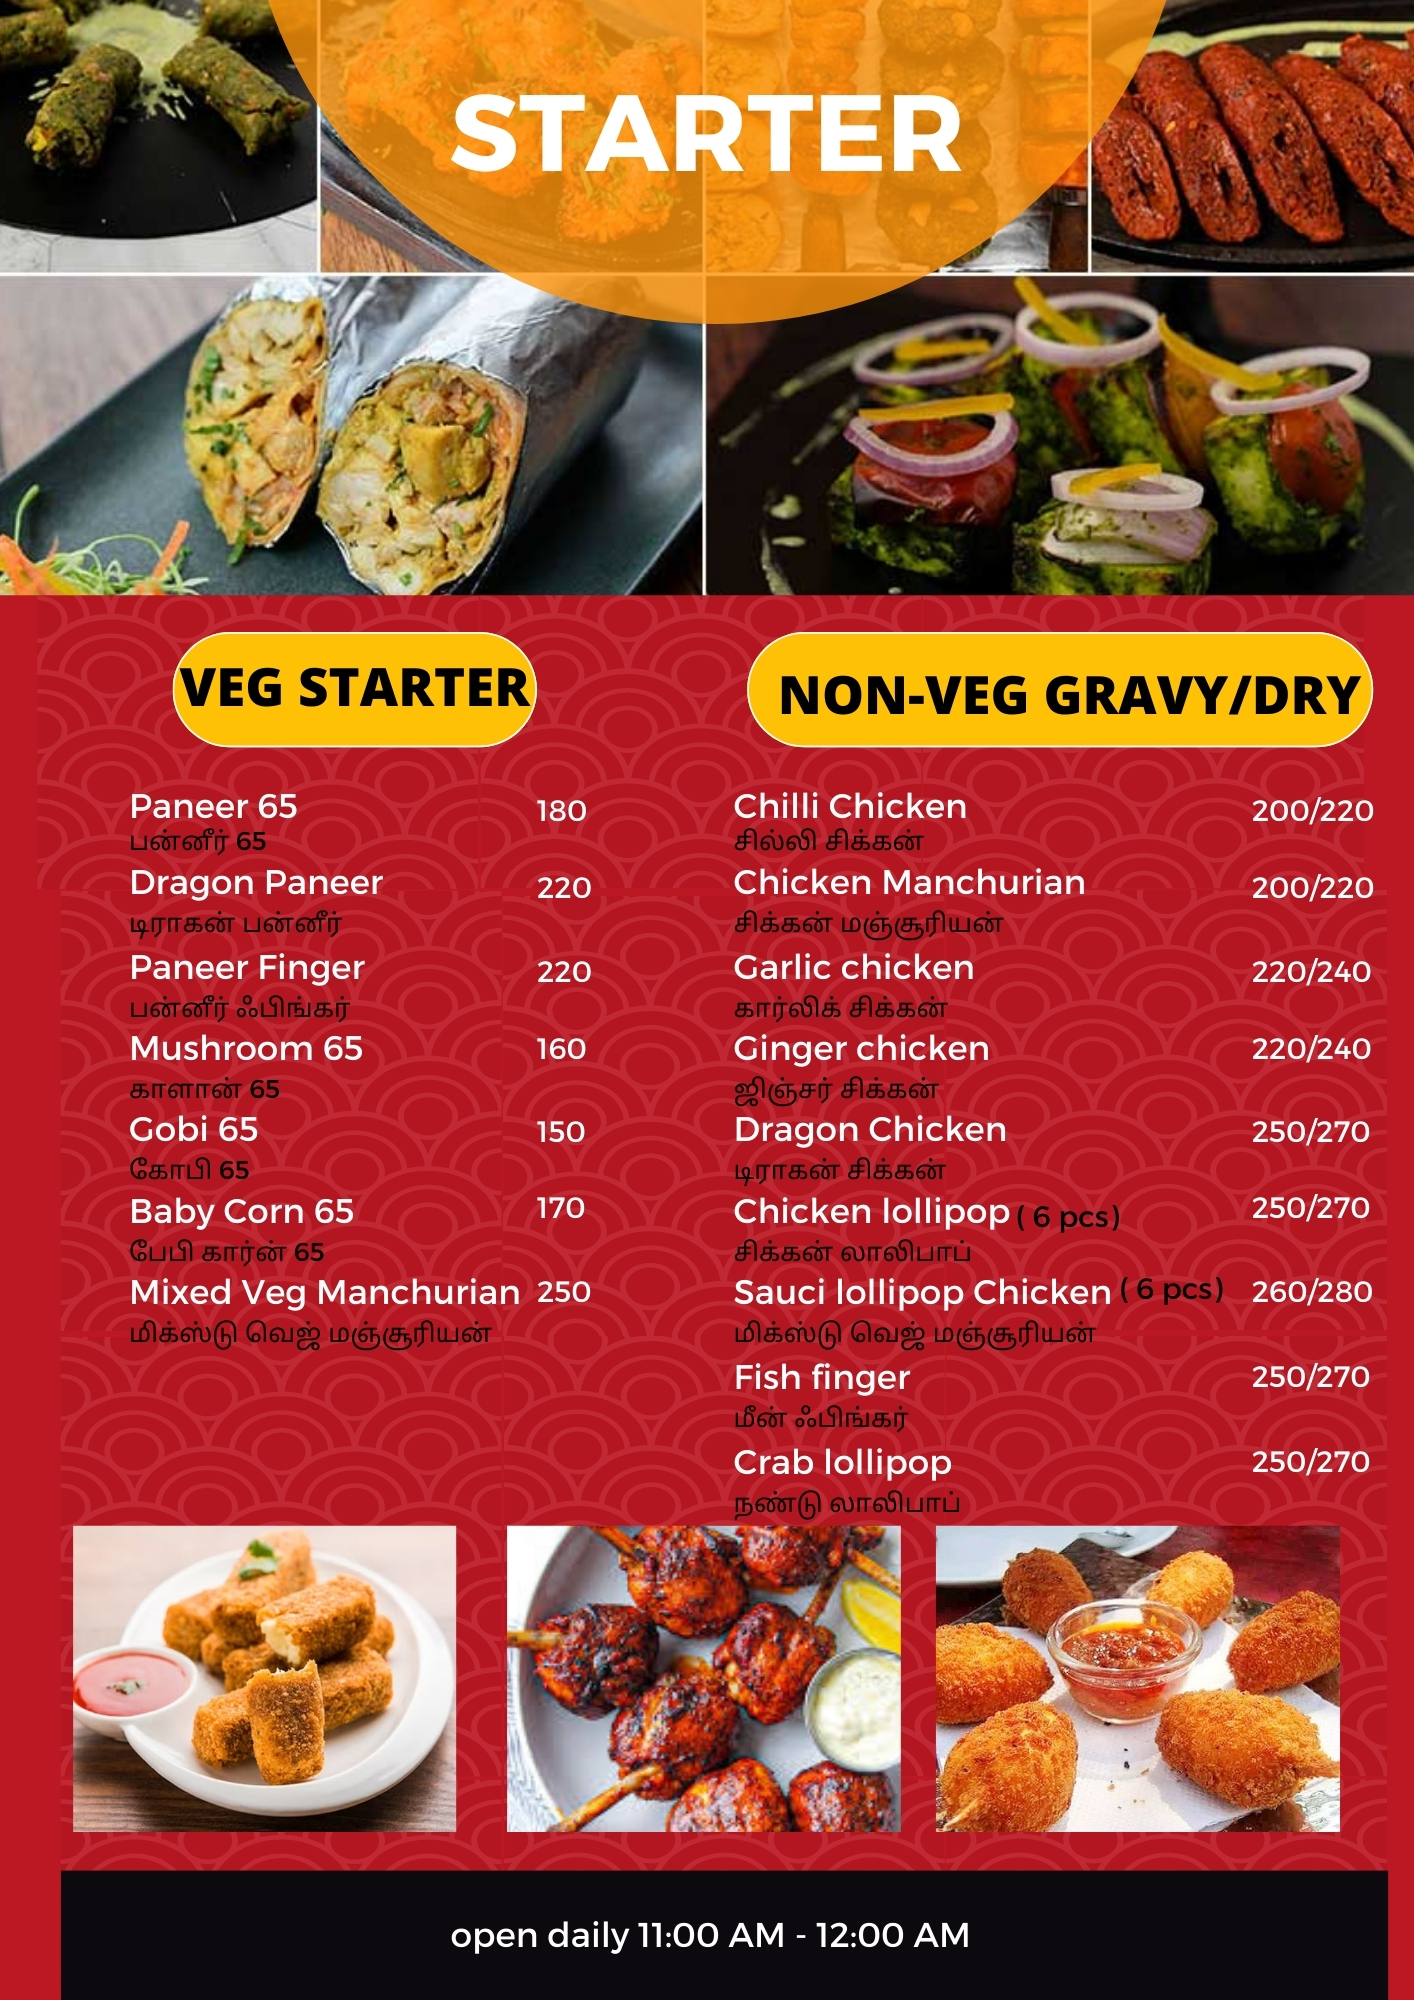 STARTER
VEG STARTER
Paneer 65 180
பன்னீர் 65
Dragon Paneer 220
டிராகன் பன்னீர்
Paneer Finger 220
பன்னீர் ஃபிங்கர்
Mushroom 65 160
காளான் 65
Gobi 65 150
கோபி 65
Baby Corn 65 170
பேபி கார்ன் 65
Mixed Veg Manchurian 250
மிக்ஸ்டு வெஜ் மஞ்சூரியன்
NON-VEG GRAVY/DRY
Chilli Chicken 200/220
சில்லி சிக்கன்
Chicken Manchurian 200/220
சிக்கன் மஞ்சூரியன்
Garlic chicken 220/240
கார்லிக் சிக்கன்
Ginger chicken 220/240
ஜிஞ்சர் சிக்கன்
Dragon Chicken 250/270
டிராகன் சிக்கன்
Chicken lollipop ( 6 pcs) 250/270
சிக்கன் லாலிபாப்
Sauci lollipop Chicken ( 6 pcs) 260/280
மிக்ஸ்டு வெஜ் மஞ்சூரியன்
Fish finger 250/270
மீன் ஃபிங்கர்
Crab lollipop 250/270
நண்டு லாலிபாப்
open daily 11:00 AM - 12:00 AM